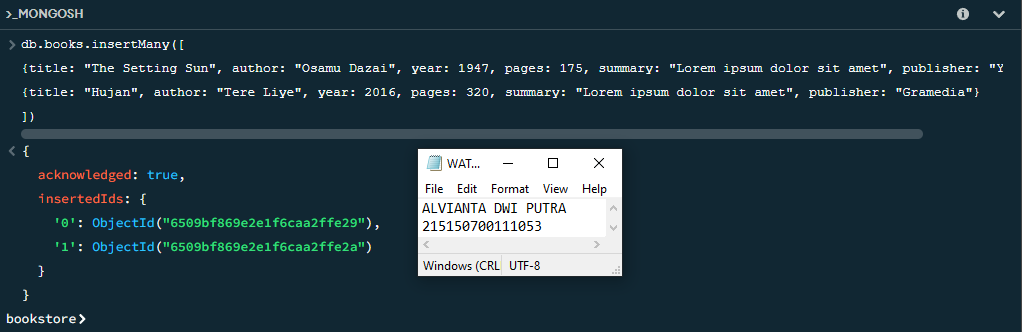 >_MONGOSH
> db.books.insertMany([
{title: "The Setting Sun", author: "Osamu Dazai", year: 1947, pages: 175, summary: "Lorem ipsum dolor sit amet", publisher: "Y
{title: "Hujan", author: "Tere Liye", year: 2016, pages: 320, summary: "Lorem ipsum dolor sit amet", publisher: "Gramedia"}
])
< {
acknowledged: true,
insertedIds: {
'0': ObjectId("6509bf869e2e1f6caa2ffe29"),
'1': ObjectId("6509bf869e2e1f6caa2ffe2a")
}
}
bookstore>
WAT...
File Edit Format View Help
ALVIANTA DWI PUTRA
215150700111053
Windows (CRL UTF-8